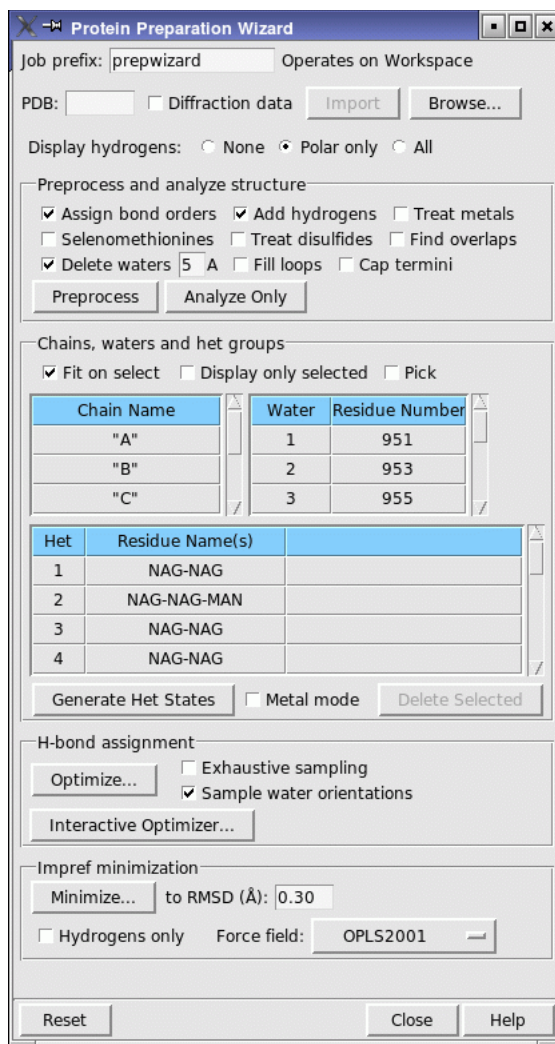 Protein Preparation Wizard
Job prefix: prepwizard Operates on Workspace
PDB: Diffraction data Import Browse...
Display hydrogens: None Polar only All
Preprocess and analyze structure
Assign bond orders Add hydrogens Treat metals
Selenomethionines Treat disulfides Find overlaps
Delete waters 5 A Fill loops Cap termini
Preprocess Analyze Only
Chains, waters and het groups
Fit on select Display only selected Pick
Chain Name Water Residue Number
"A" 1 951
"B" 2 953
"C" 3 955
Het Residue Name(s)
1 NAG-NAG
2 NAG-NAG-MAN
3 NAG-NAG
4 NAG-NAG
Generate Het States Metal mode Delete Selected
H-bond assignment
Optimize... Exhaustive sampling
Sample water orientations
Interactive Optimizer...
Impref minimization
Minimize... to RMSD (Å): 0.30
Hydrogens only Force field: OPLS2001
Reset Close Help